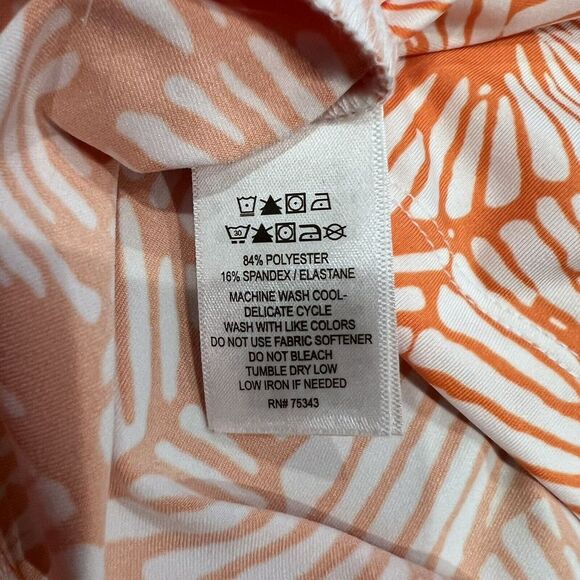 30
84% POLYESTER
16% SPANDEX / ELASTANE
MACHINE WASH COOL-
DELICATE CYCLE
WASH WITH LIKE COLORS
DO NOT USE FABRIC SOFTENER
DO NOT BLEACH
TUMBLE DRY LOW
LOW IRON IF NEEDED
RN# 75343